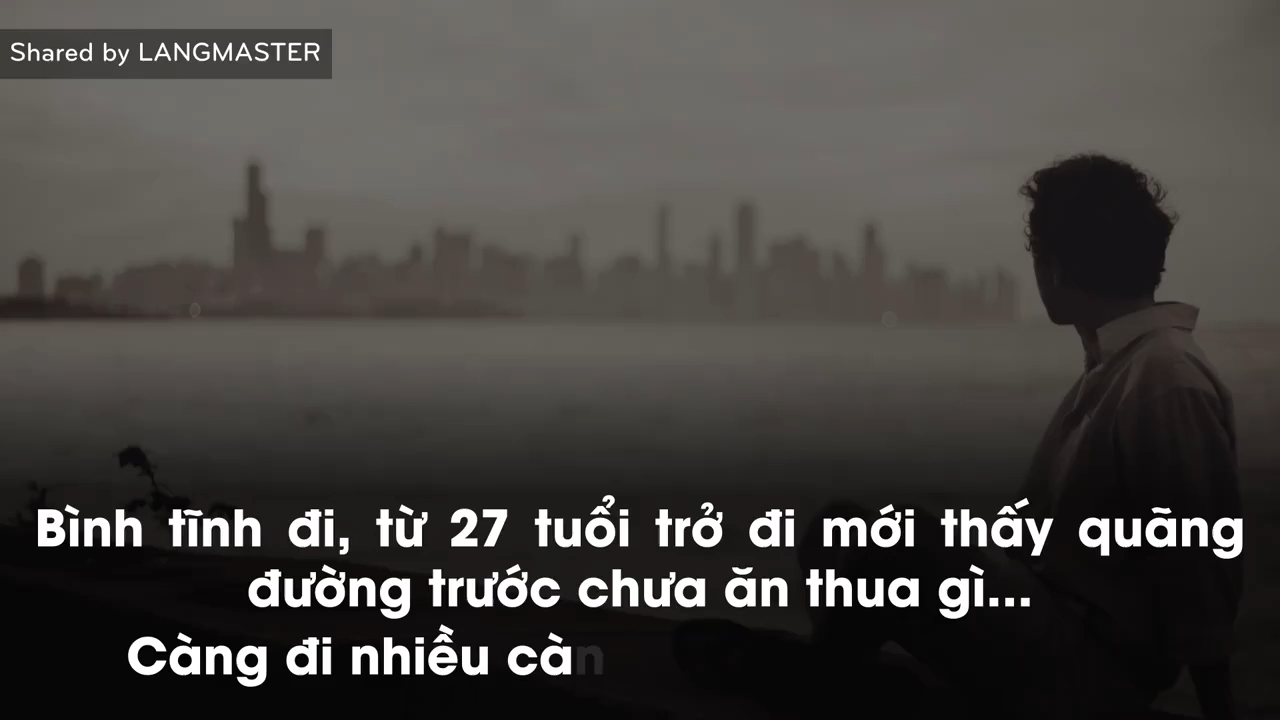 Shared by LANGMASTER
Bình tĩnh đi, từ 27 tuổi trở đi mới thấy quãng
đường trước chưa ăn thua gì...
Càng đi nhiều càn